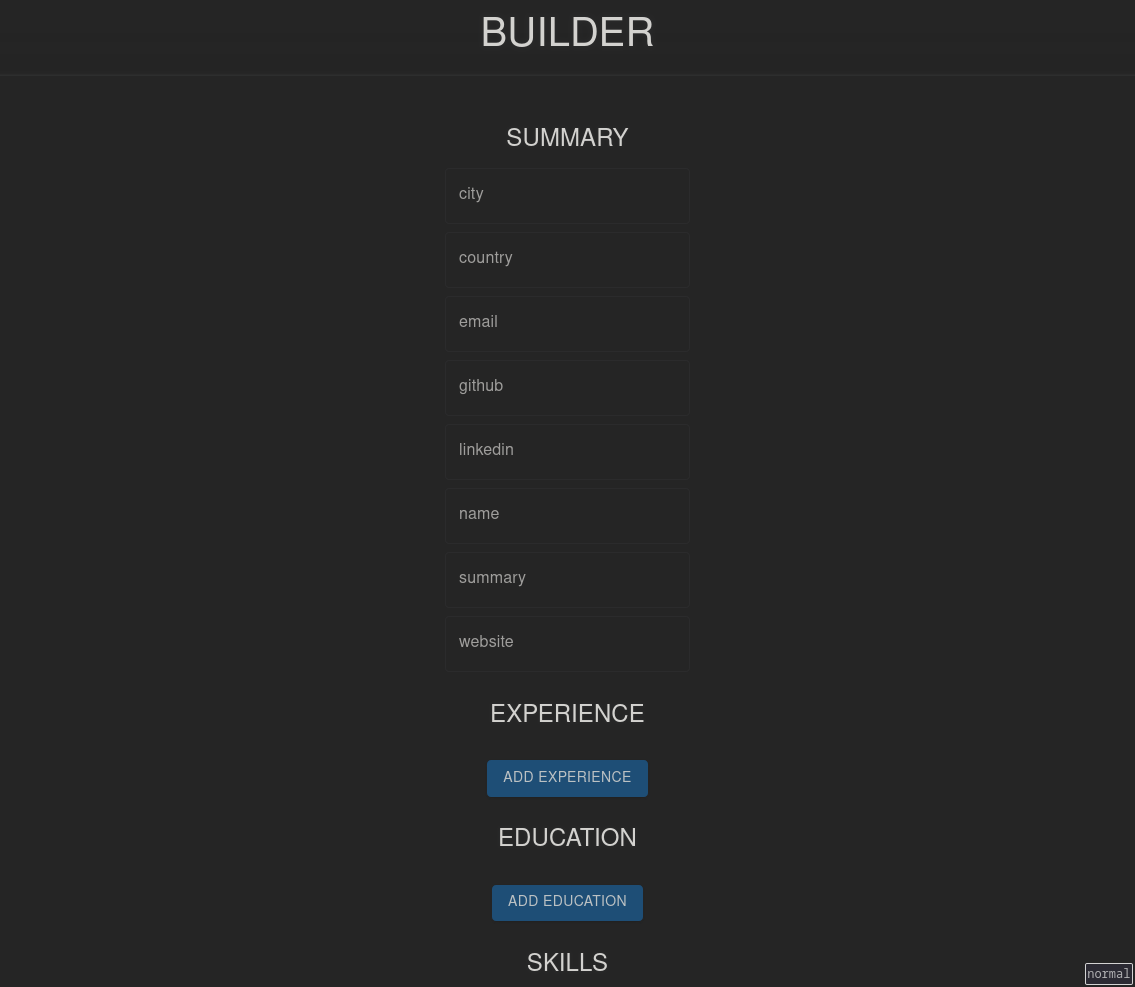 BUILDER
SUMMARY
city
country
email
github
linkedin
name
summary
website
EXPERIENCE
ADD EXPERIENCE
EDUCATION
ADD EDUCATION
SKILLS
normal